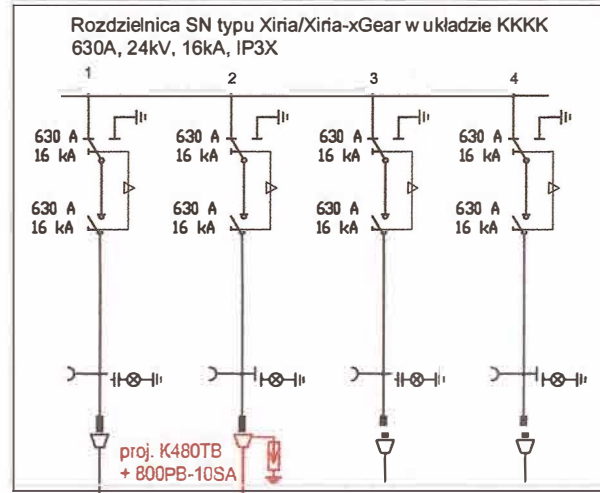 Rozdzielnica SN typu Xiria/Xiria-xGear w układzie KKKK
630A, 24kV, 16kA, IP3X
1 2 3 4
630 A 630 A 630 A 630 A
16 kA 16 kA 16 kA 16 kA
630 A 630 A 630 A 630 A
16 kA 16 kA 16 kA 16 kA
proj. K480TB
+ 800PB-10SA